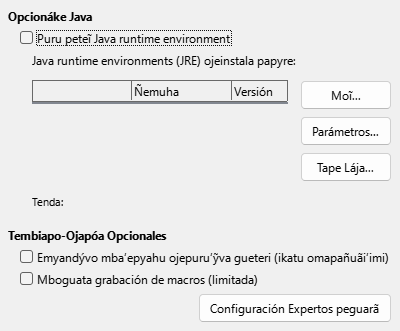 Opcionáke Java
Puru peteĩ Java runtime environment
Java runtime environments (JRE) ojeinstala papyre:
Ñemuha Versión
Moĩ...
Parámetros...
Tape Lája...
Tenda:
Tembiapo-Ojapóa Opcionales
Emyandývo mba’epyahu ojepuru’ỹva gueteri (ikatu omapañuãi’imi)
Mboguata grabación de macros (limitada)
Configuración Expertos peguarã